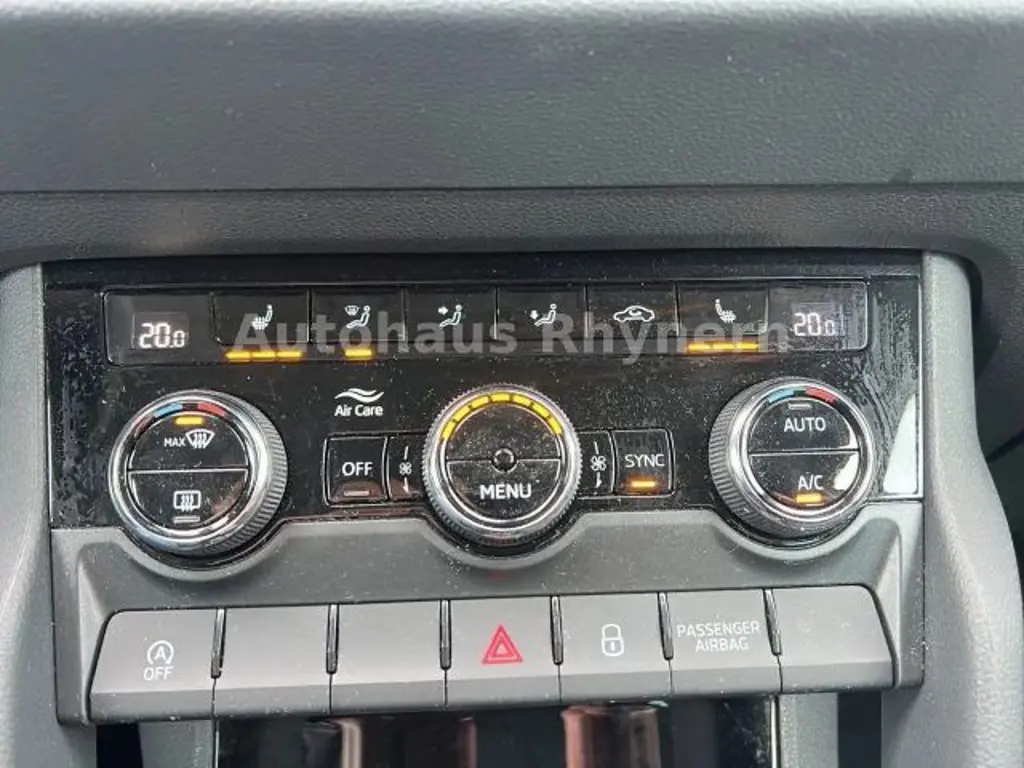 20.0
20.0
Autohaus Rhynern
Air Care
MAX
OFF
MENU
SYNC
AUTO
A/C
A
OFF
PASSENGER
AIRBAG